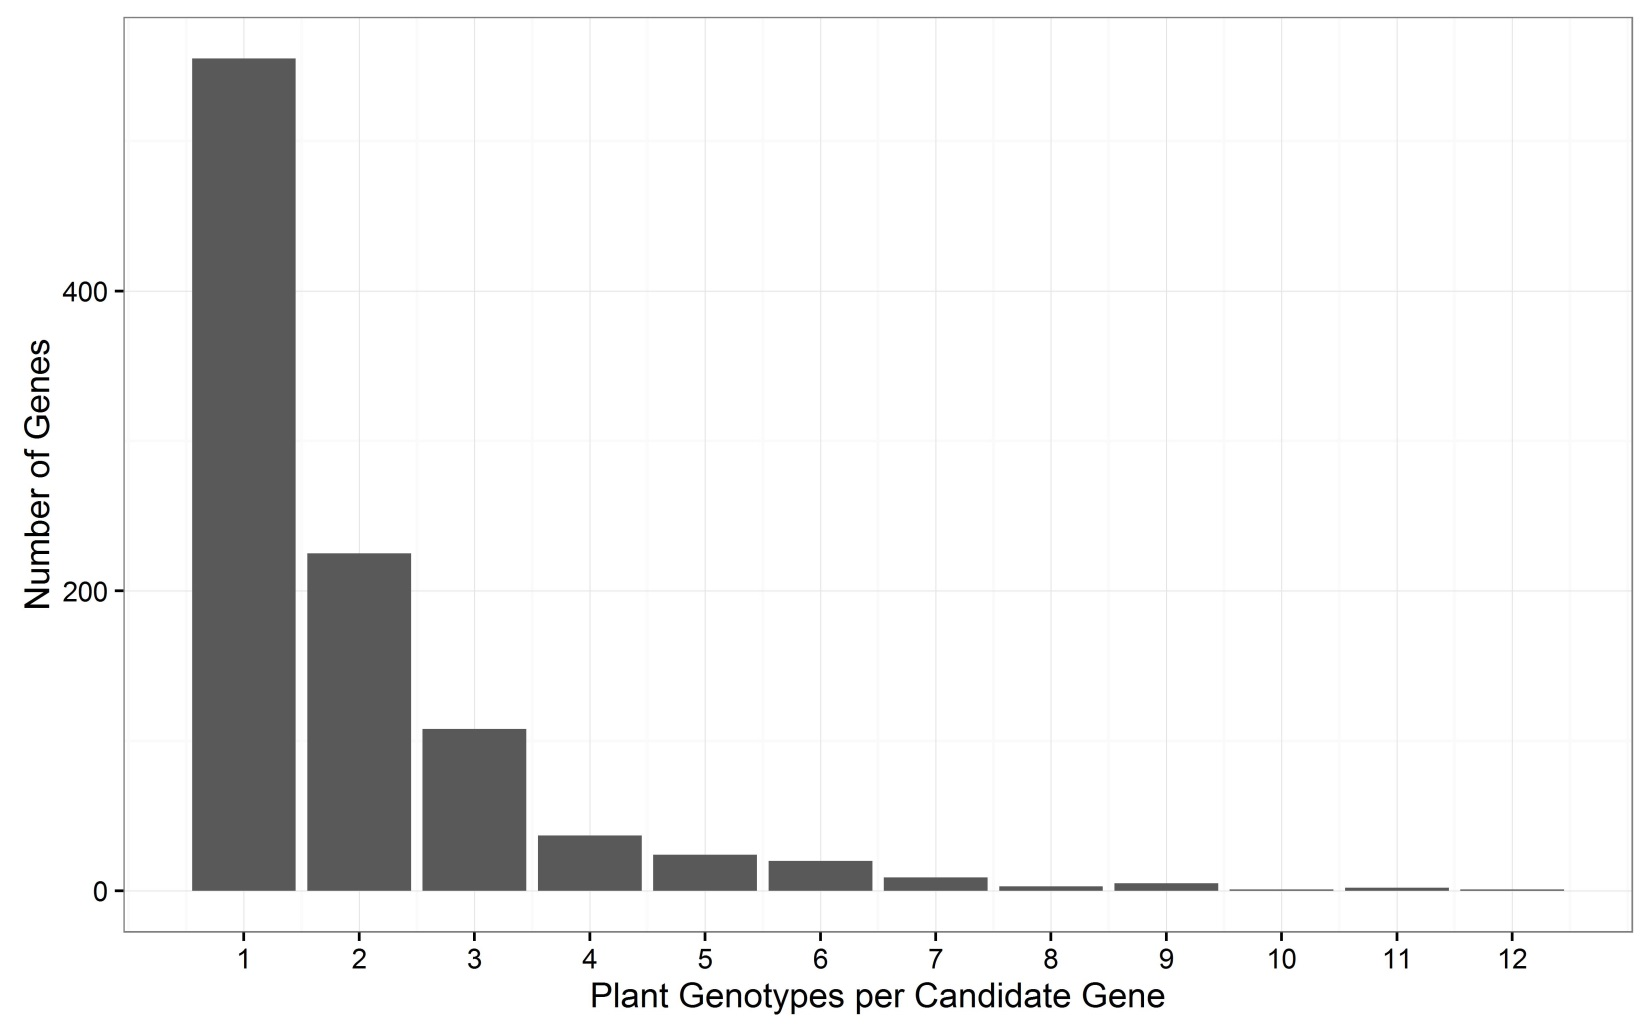 Number of Genes
400
200
0
1 2 3 4 5 6 7 8 9 10 11 12
Plant Genotypes per Candidate Gene